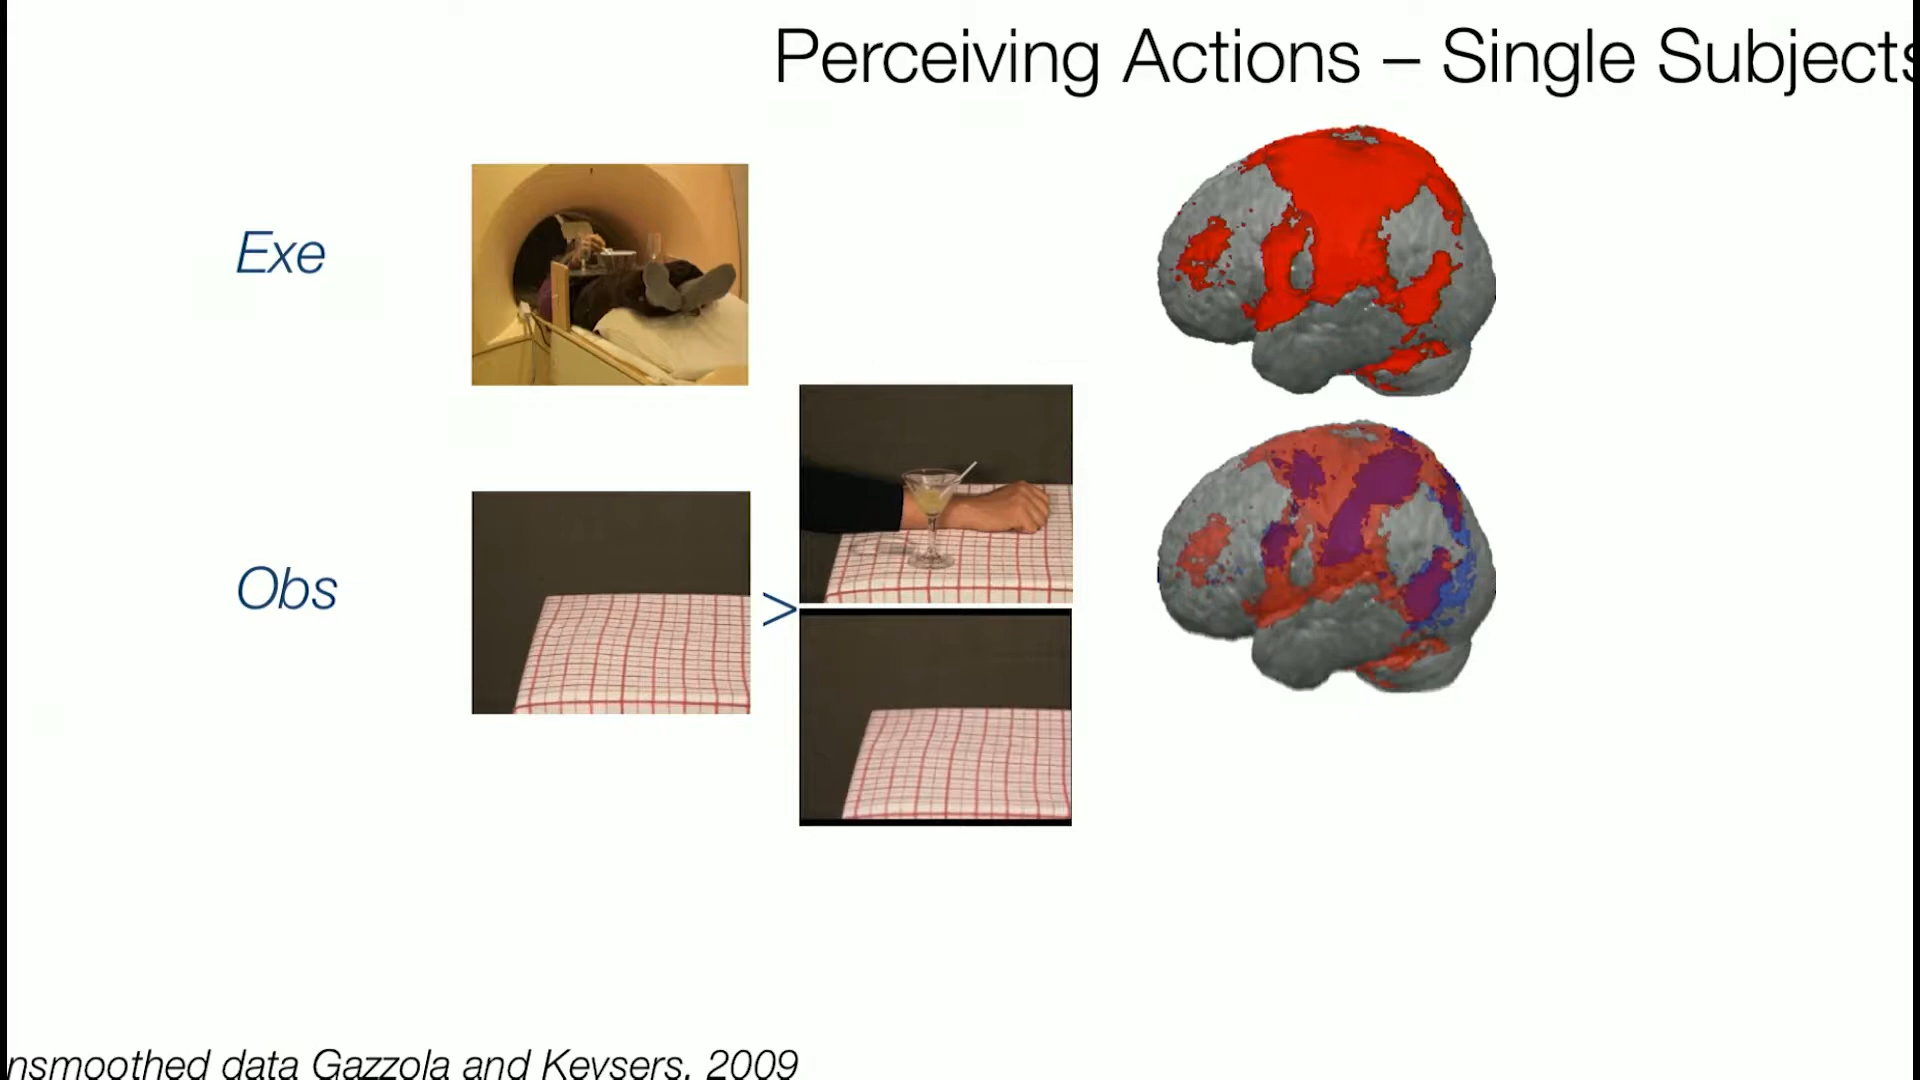 Perceiving Actions – Single Subjects
Exe
Obs
>
nsmoothed data Gazzola and Keysers, 2009